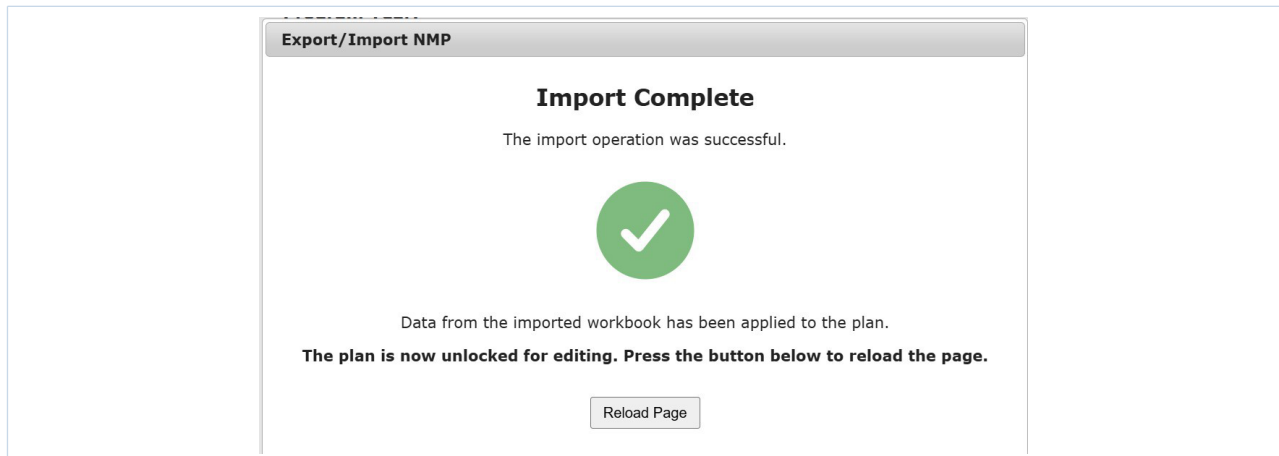 Export/Import NMP
Import Complete
The import operation was successful.
Data from the imported workbook has been applied to the plan.
The plan is now unlocked for editing. Press the button below to reload the page.
Reload Page